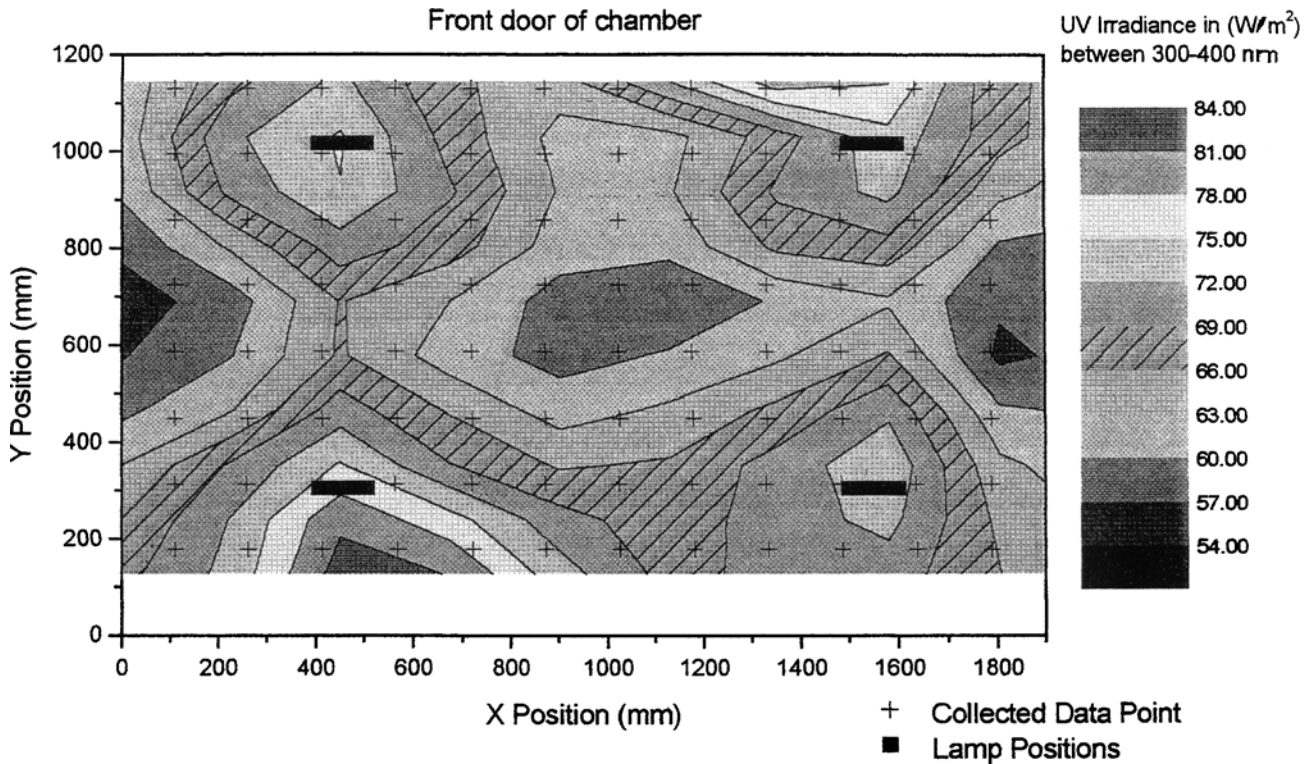 Front door of chamber
UV Irradiance in (W/m²)
between 300-400 nm
1200
1000
800
600
400
200
0
Y Position (mm)
0 200 400 600 800 1000 1200 1400 1600 1800
X Position (mm)
84.00
81.00
78.00
75.00
72.00
69.00
66.00
63.00
60.00
57.00
54.00
+ Collected Data Point
■ Lamp Positions